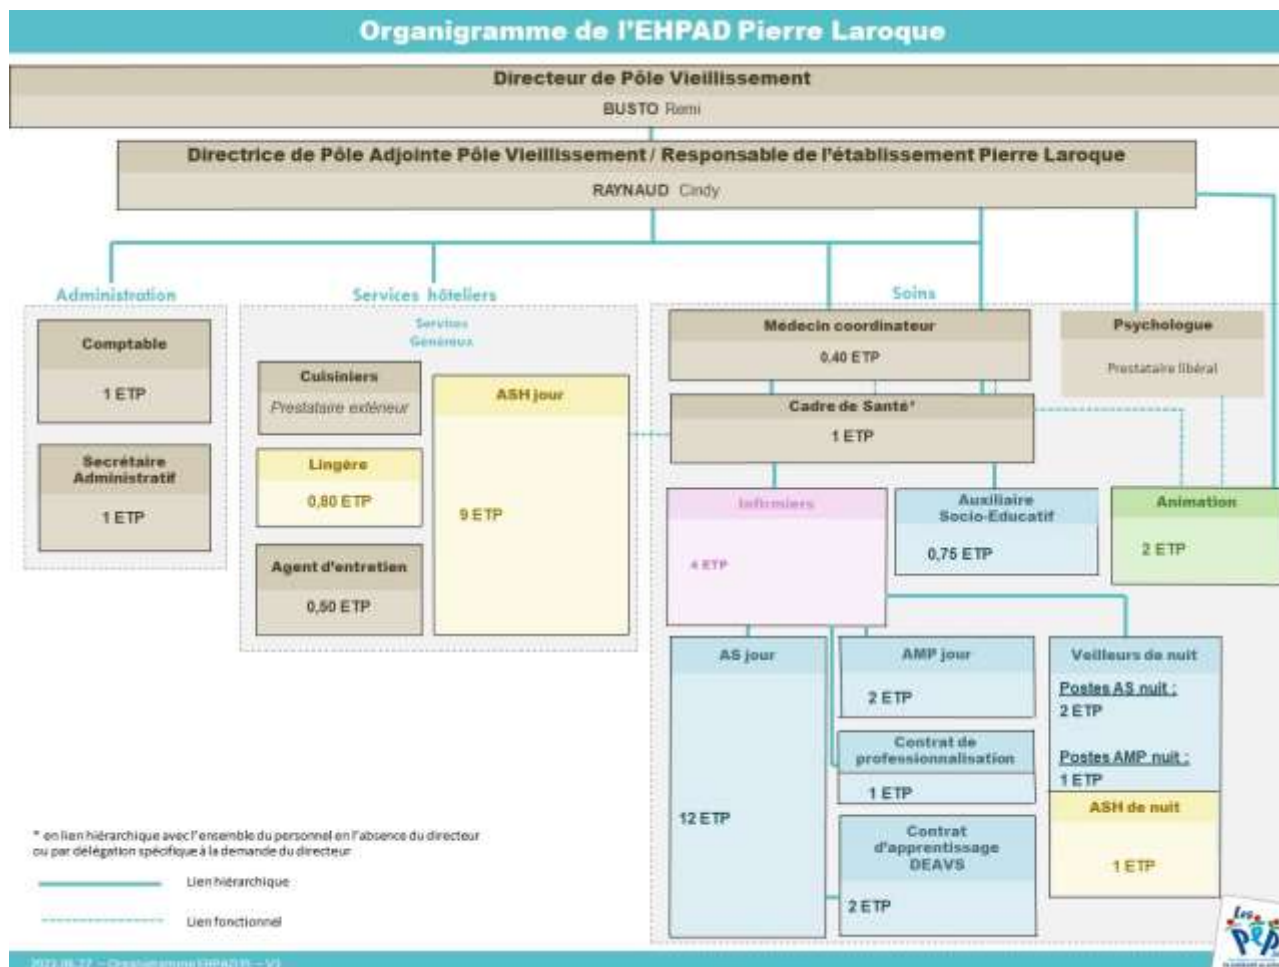 Organigramme de l'EHPAD Pierre Laroque
Directeur de Pôle Vieillissement
BUSTO Remi
Directrice de Pôle Adjointe Pôle Vieillissement / Responsable de l'établissement Pierre Laroque
RAYNAUD Cindy
Administration
Comptable
1 ETP
Secrétaire
Administratif
1 ETP
Services hôteliers
Services
Généraux
Cuisiniers
Prestataire extérieur
Lingère
0,80 ETP
Agent d'entretien
0,50 ETP
ASH jour
9 ETP
Soins
Médecin coordinateur
0.40 ETP
Cadre de Santé*
1 ETP
Psychologue
Prestataire libéral
Infirmiers
4 ETP
Auxiliaire
Socio-Educatif
0,75 ETP
Animation
2 ETP
AS jour
12 ETP
AMP jour
2 ETP
Contrat de
professionnalisation
1 ETP
Contrat
d'apprentissage
DEAVS
2 ETP
Veilleurs de nuit
Postes AS nuit :
2 ETP
Postes AMP nuit :
1 ETP
ASH de nuit
1 ETP
* en lien hiérarchique avec l'ensemble du personnel en l'absence du directeur
ou par délégation spécifique à la demande du directeur
Lien hiérarchique
Lien fonctionnel
Les
PEP